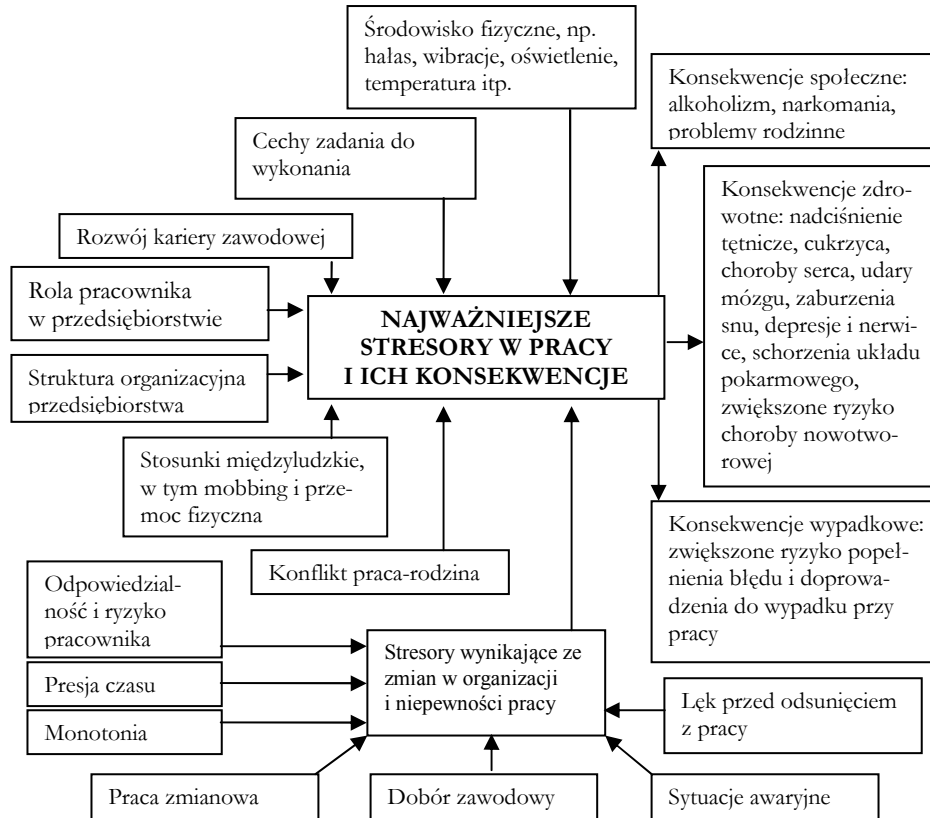 Środowisko fizyczne, np.
hałas, wibracje, oświetlenie,
temperatura itp.
Konsekwencje społeczne:
alkoholizm, narkomania,
problemy rodzinne
Cechy zadania do
wykonania
Konsekwencje zdro-
wotne: nadciśnienie
tętnicze, cukrzyca,
choroby serca, udary
mózgu, zaburzenia
snu, depresje i nerwi-
ce, schorzenia układu
pokarmowego,
zwiększone ryzyko
choroby nowotwo-
rowej
Rozwój kariery zawodowej
Rola pracownika
w przedsiębiorstwie
NAJWAŻNIEJSZE
STRESORY W PRACY
I ICH KONSEKWENCJE
Struktura organizacyjna
przedsiębiorstwa
Stosunki międzyludzkie,
w tym mobbing i prze-
moc fizyczna
Konflikt praca-rodzina
Konsekwencje wypadkowe:
zwiększone ryzyko popeł-
nienia błędu i doprowa-
dzenia do wypadku przy
pracy
Odpowiedzial-
ność i ryzyko
pracownika
Stresory wynikające ze
zmian w organizacji
i niepewności pracy
Presja czasu
Monotonia
Lęk przed odsunięciem
z pracy
Praca zmianowa
Dobór zawodowy
Sytuacje awaryjne